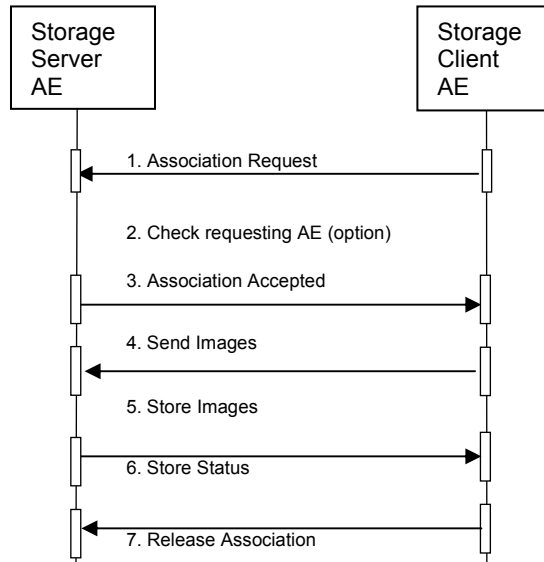 Storage
Server
AE
Storage
Client
AE
1. Association Request
2. Check requesting AE (option)
3. Association Accepted
4. Send Images
5. Store Images
6. Store Status
7. Release Association